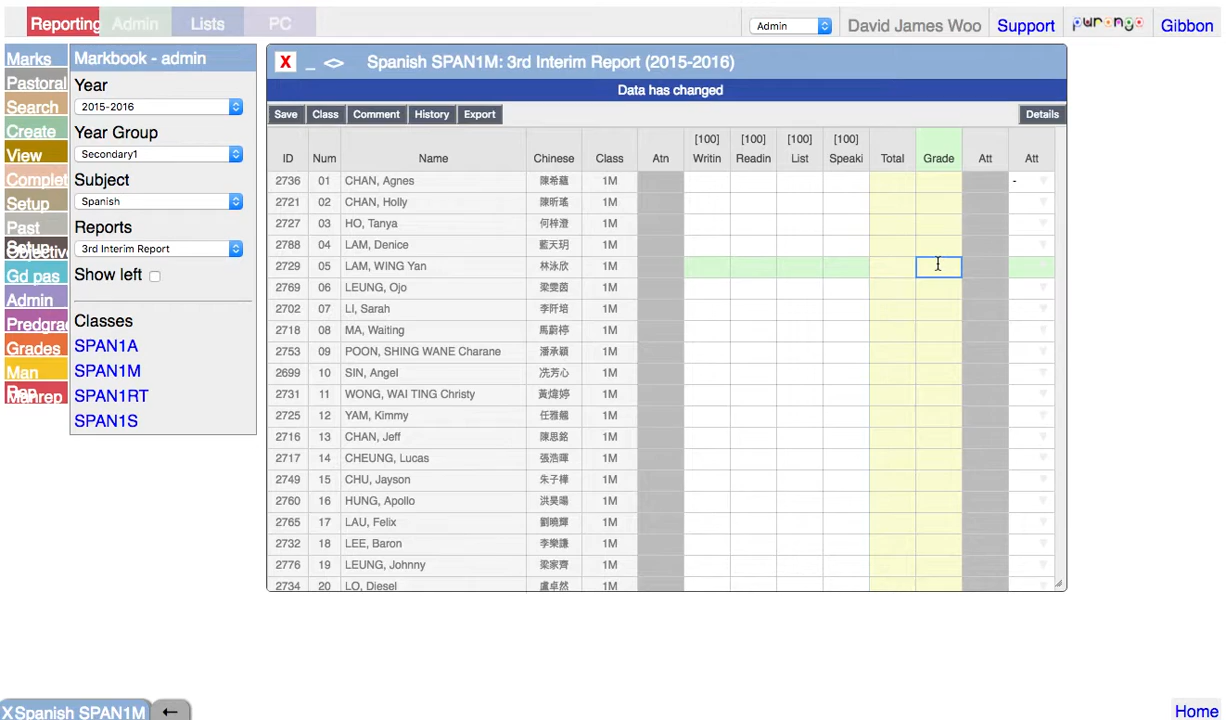 Reporting Admin Lists PC Admin David James Woo Support purongo Gibbon
Marks
Pastoral
Search
Create
View
Complet
Setup
Past
Setup
Objective
Gd pas
Admin
Predgrad
Grades
Man
Rep
Manrep
Markbook - admin
Year
2015-2016
Year Group
Secondary1
Subject
Spanish
Reports
3rd Interim Report
Show left
Classes
SPAN1A
SPAN1M
SPAN1RT
SPAN1S
X _ <> Spanish SPAN1M: 3rd Interim Report (2015-2016)
Data has changed
Save Class Comment History Export Details
[100] [100] [100] [100]
ID Num Name Chinese Class Atn Writin Readin List Speaki Total Grade Att Att
2736 01 CHAN, Agnes 陳希蘊 1M -
2721 02 CHAN, Holly 陳昕瑤 1M
2727 03 HO, Tanya 何梓澄 1M
2788 04 LAM, Denice 藍天玥 1M
2729 05 LAM, WING Yan 林泳欣 1M
2769 06 LEUNG, Ojo 梁雯茵 1M
2702 07 LI, Sarah 李阡培 1M
2718 08 MA, Waiting 馬蔚婷 1M
2753 09 POON, SHING WANE Charane 潘承穎 1M
2699 10 SIN, Angel 冼芳心 1M
2731 11 WONG, WAI TING Christy 黃煒婷 1M
2725 12 YAM, Kimmy 任雅龍 1M
2716 13 CHAN, Jeff 陳思銘 1M
2717 14 CHEUNG, Lucas 張浩暉 1M
2749 15 CHU, Jayson 朱子樺 1M
2760 16 HUNG, Apollo 洪昊暘 1M
2765 17 LAU, Felix 劉曉輝 1M
2732 18 LEE, Baron 李樂謙 1M
2776 19 LEUNG, Johnny 梁家齊 1M
2734 20 LO, Diesel 盧卓然 1M
X Spanish SPAN1M ← Home